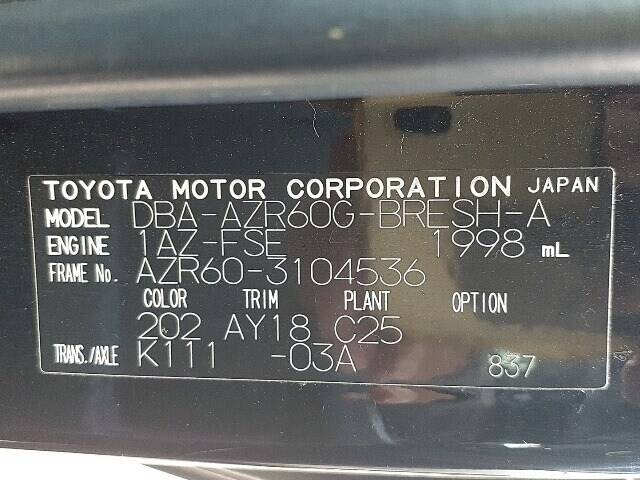 TOYOTA MOTOR CORPORATION JAPAN
MODEL DBA-AZR60G-BRESH-A
ENGINE 1AZ-FSE 1998 mL
FRAME No. AZR60-3104536
COLOR TRIM PLANT OPTION
202 AY18 C25
TRANS./AXLE K111 -03A 837